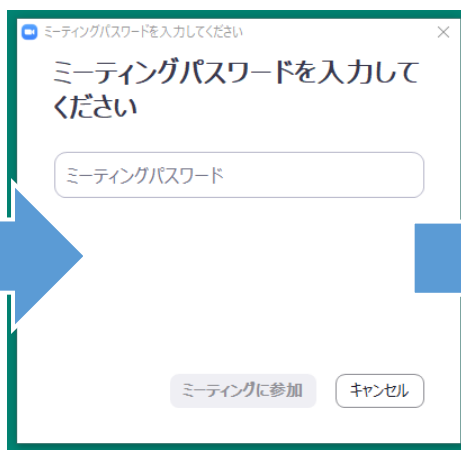 ミーティングパスワードを入力してください
ミーティングパスワードを入力して
ください
ミーティングパスワード
ミーティングに参加
キャンセル